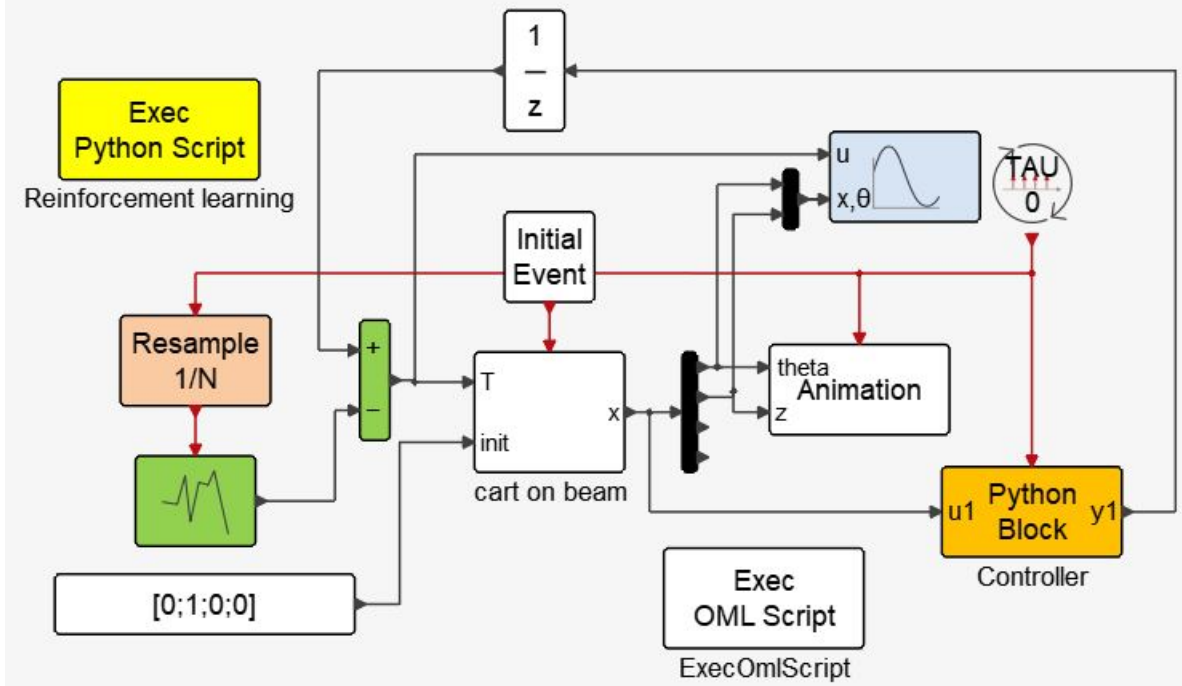 1
z
Exec
Python Script
Reinforcement learning
u
x,θ
TAU
0
Initial
Event
Resample
1/N
+
−
T
init
x
cart on beam
theta
Animation
z
u1
Python
Block
y1
Controller
[0;1;0;0]
Exec
OML Script
ExecOmlScript